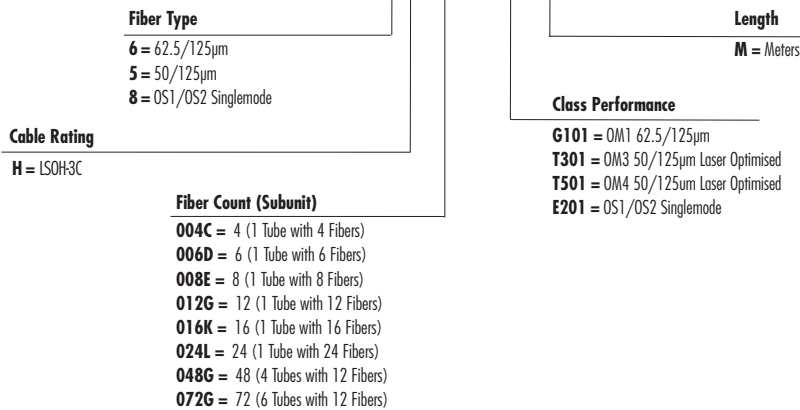 Fiber Type
6 = 62.5/125µm
5 = 50/125µm
8 = OS1/OS2 Singlemode
Cable Rating
H = LSOH-3C
Fiber Count (Subunit)
004C = 4 (1 Tube with 4 Fibers)
006D = 6 (1 Tube with 6 Fibers)
008E = 8 (1 Tube with 8 Fibers)
012G = 12 (1 Tube with 12 Fibers)
016K = 16 (1 Tube with 16 Fibers)
024L = 24 (1 Tube with 24 Fibers)
048G = 48 (4 Tubes with 12 Fibers)
072G = 72 (6 Tubes with 12 Fibers)
Length
M = Meters
Class Performance
G101 = OM1 62.5/125µm
T301 = OM3 50/125µm Laser Optimised
T501 = OM4 50/125um Laser Optimised
E201 = OS1/OS2 Singlemode